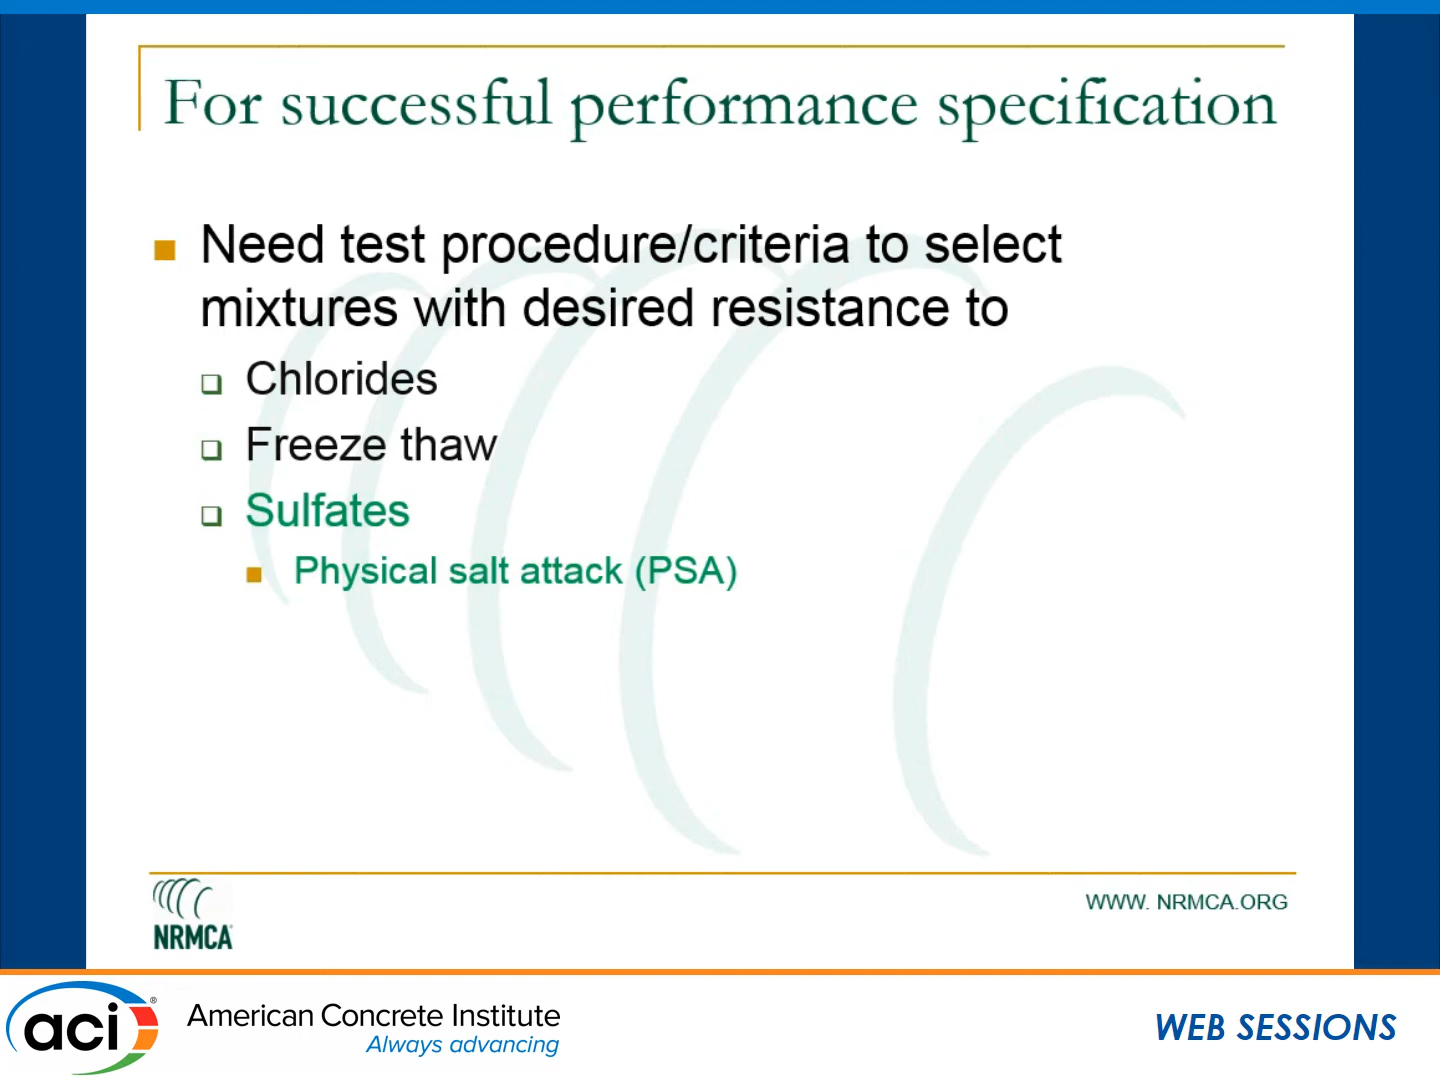 For successful performance specification
Need test procedure/criteria to select
mixtures with desired resistance to
Chlorides
Freeze thaw
Sulfates
Physical salt attack (PSA)
NRMCA
WWW. NRMCA.ORG
aci®
American Concrete Institute
Always advancing
WEB SESSIONS